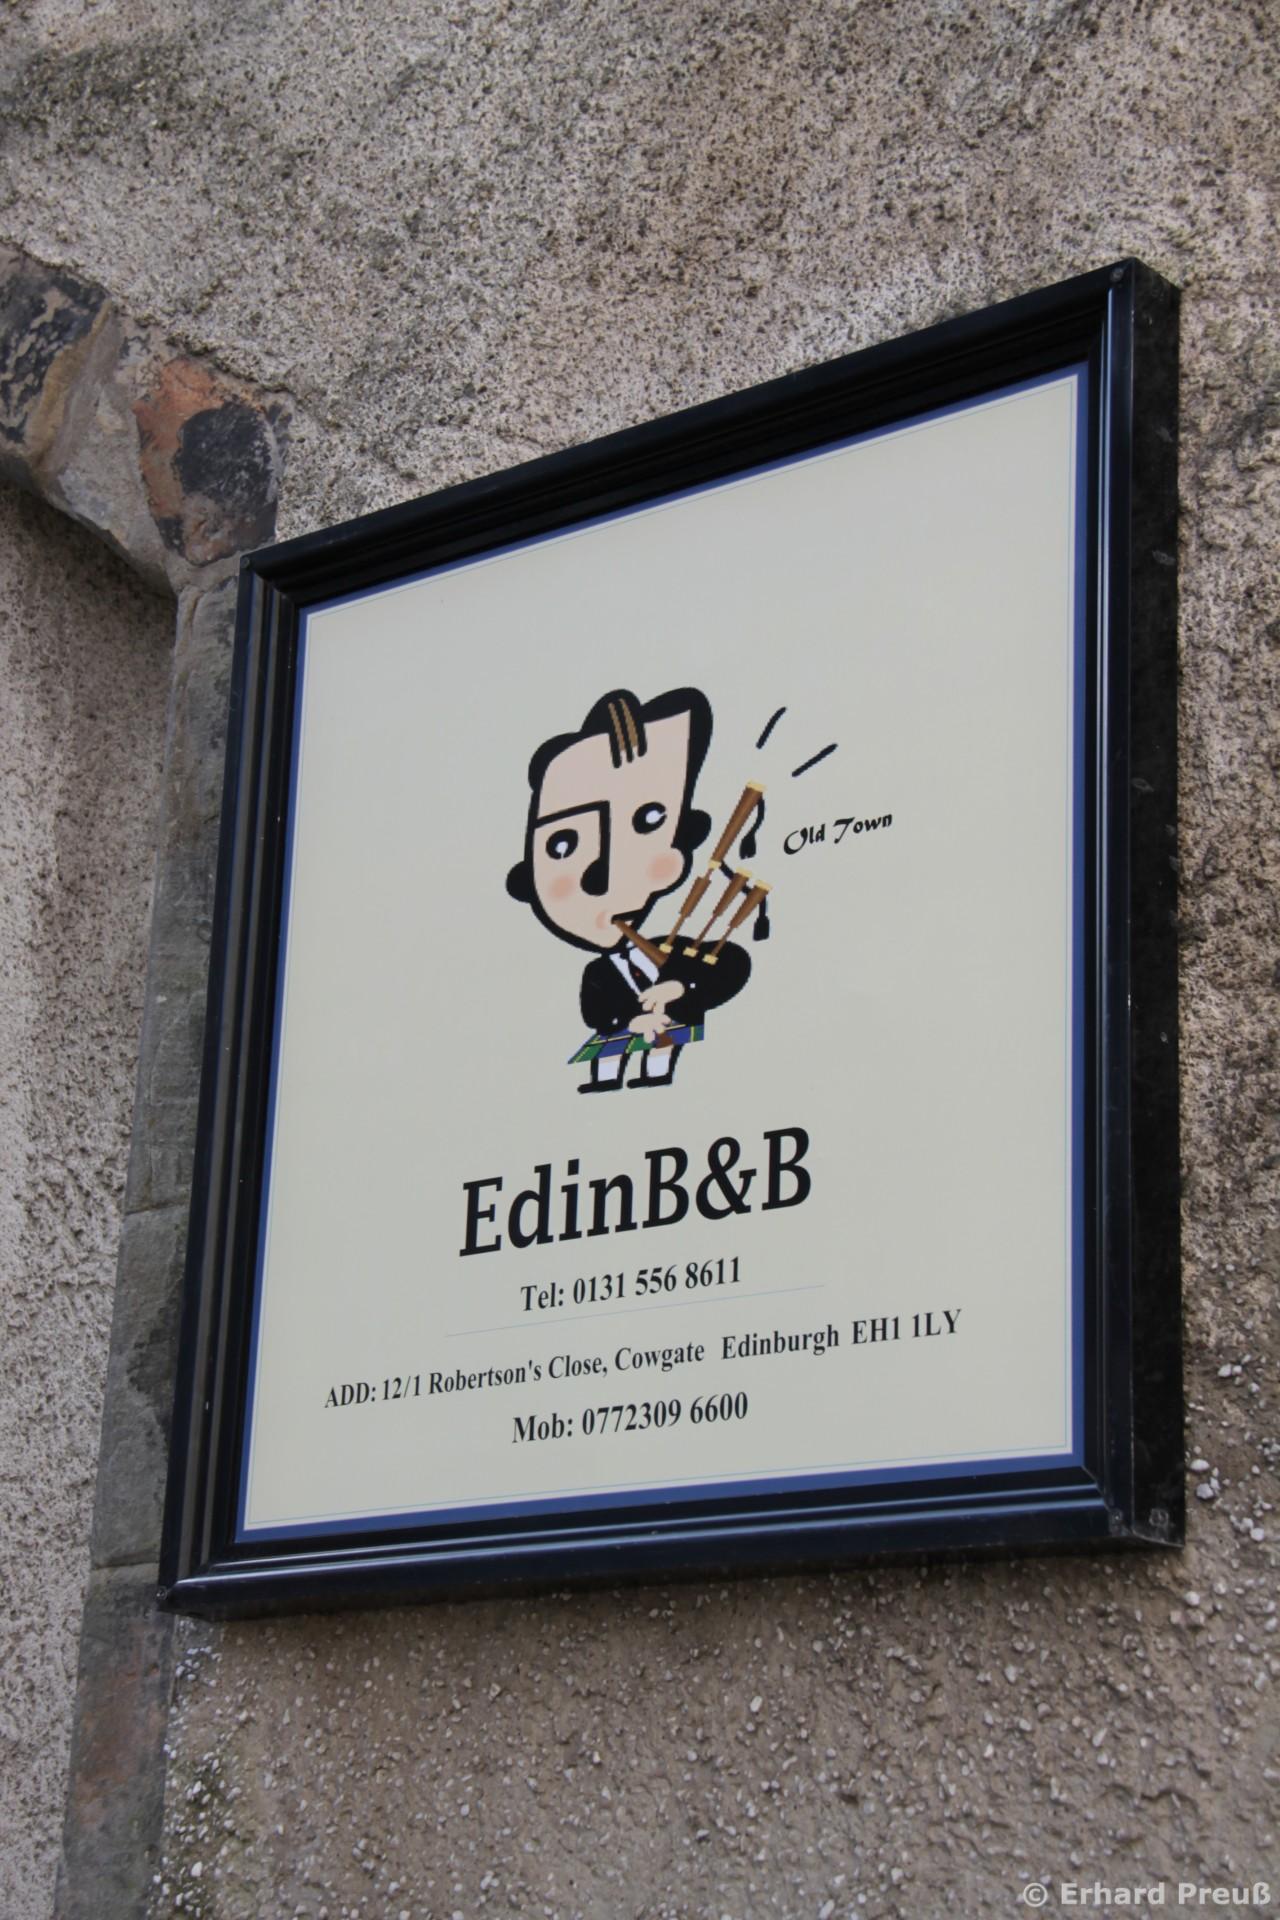 Old Town
EdinB&B
Tel: 0131 556 8611
ADD: 12/1 Robertson's Close, Cowgate Edinburgh EH1 1LY
Mob: 0772309 6600
© Erhard Preuß